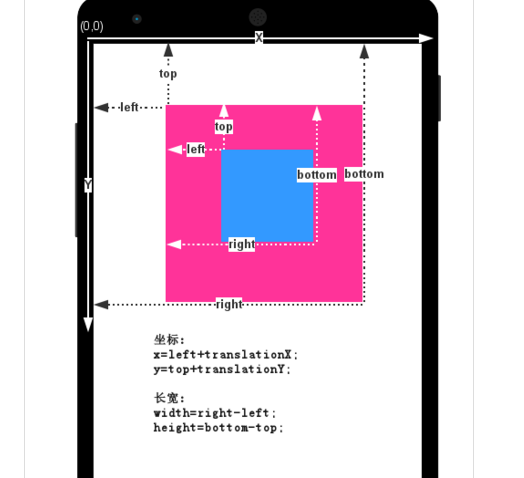 (0,0)
X
top
left
top
left
bottom
bottom
Y
right
right
坐标:
x=left+translationX;
y=top+translationY;
长宽:
width=right-left;
height=bottom-top;